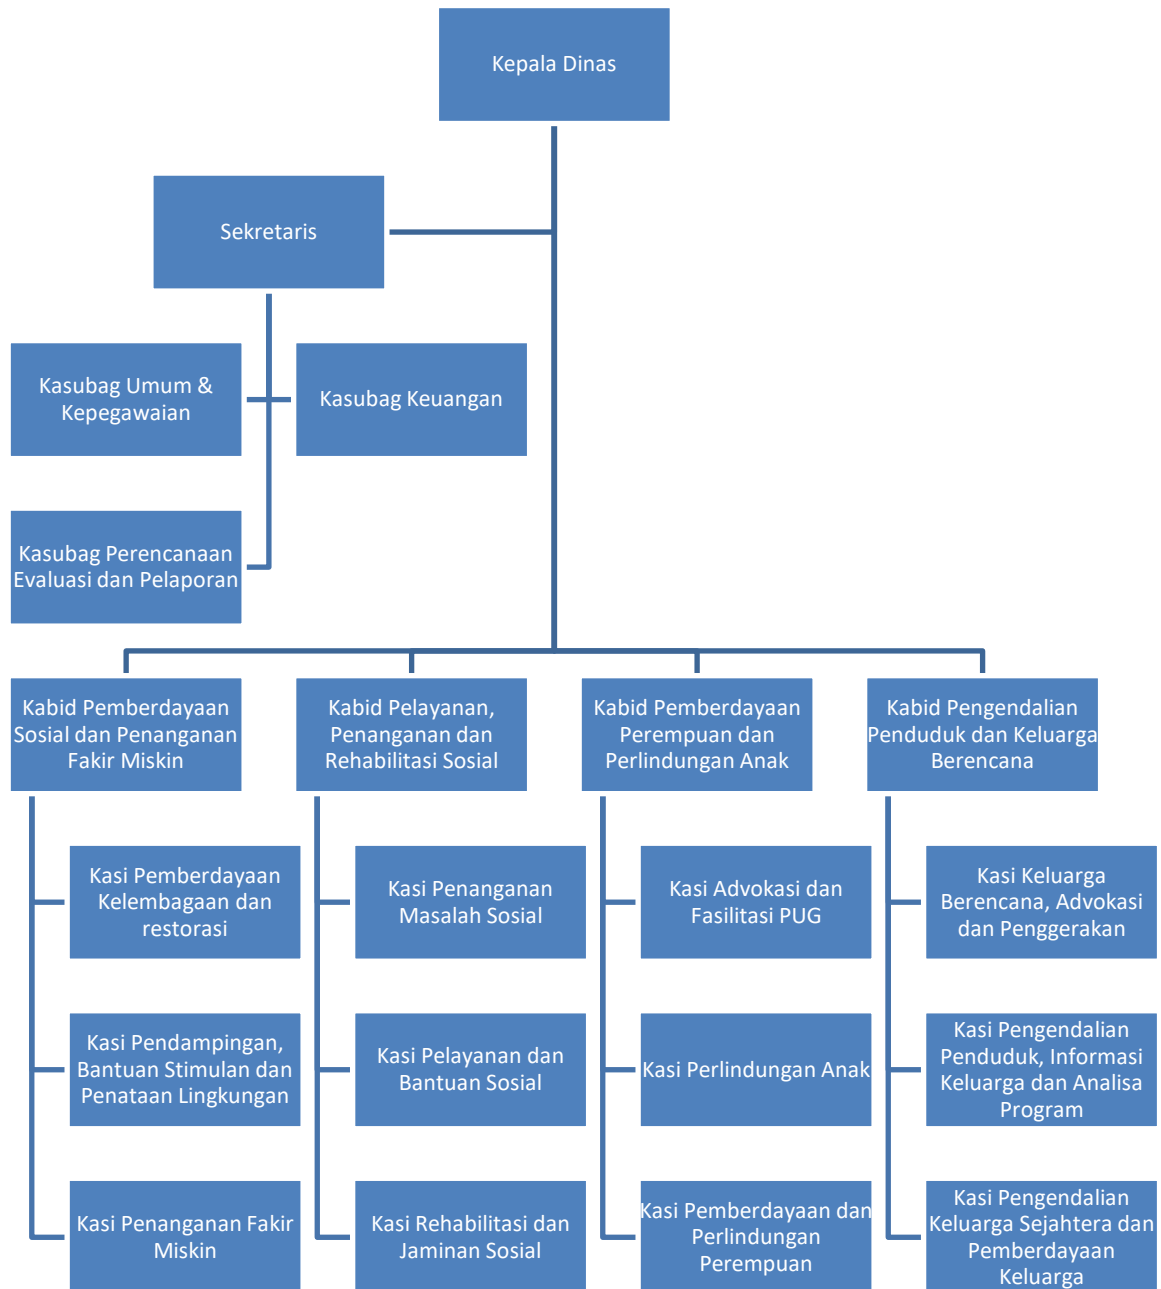 Kepala Dinas
Sekretaris
Kasubag Umum &
Kepegawaian
Kasubag Keuangan
Kasubag Perencanaan
Evaluasi dan Pelaporan
Kabid Pemberdayaan
Sosial dan Penanganan
Fakir Miskin
Kabid Pelayanan,
Penanganan dan
Rehabilitasi Sosial
Kabid Pemberdayaan
Perempuan dan
Perlindungan Anak
Kabid Pengendalian
Penduduk dan Keluarga
Berencana
Kasi Pemberdayaan
Kelembagaan dan
restorasi
Kasi Penanganan
Masalah Sosial
Kasi Advokasi dan
Fasilitasi PUG
Kasi Keluarga
Berencana, Advokasi
dan Penggerakan
Kasi Pendampingan,
Bantuan Stimulan dan
Penataan Lingkungan
Kasi Pelayanan dan
Bantuan Sosial
Kasi Perlindungan Anak
Kasi Pengendalian
Penduduk, Informasi
Keluarga dan Analisa
Program
Kasi Penanganan Fakir
Miskin
Kasi Rehabilitasi dan
Jaminan Sosial
Kasi Pemberdayaan dan
Perlindungan
Perempuan
Kasi Pengendalian
Keluarga Sejahtera dan
Pemberdayaan
Keluarga